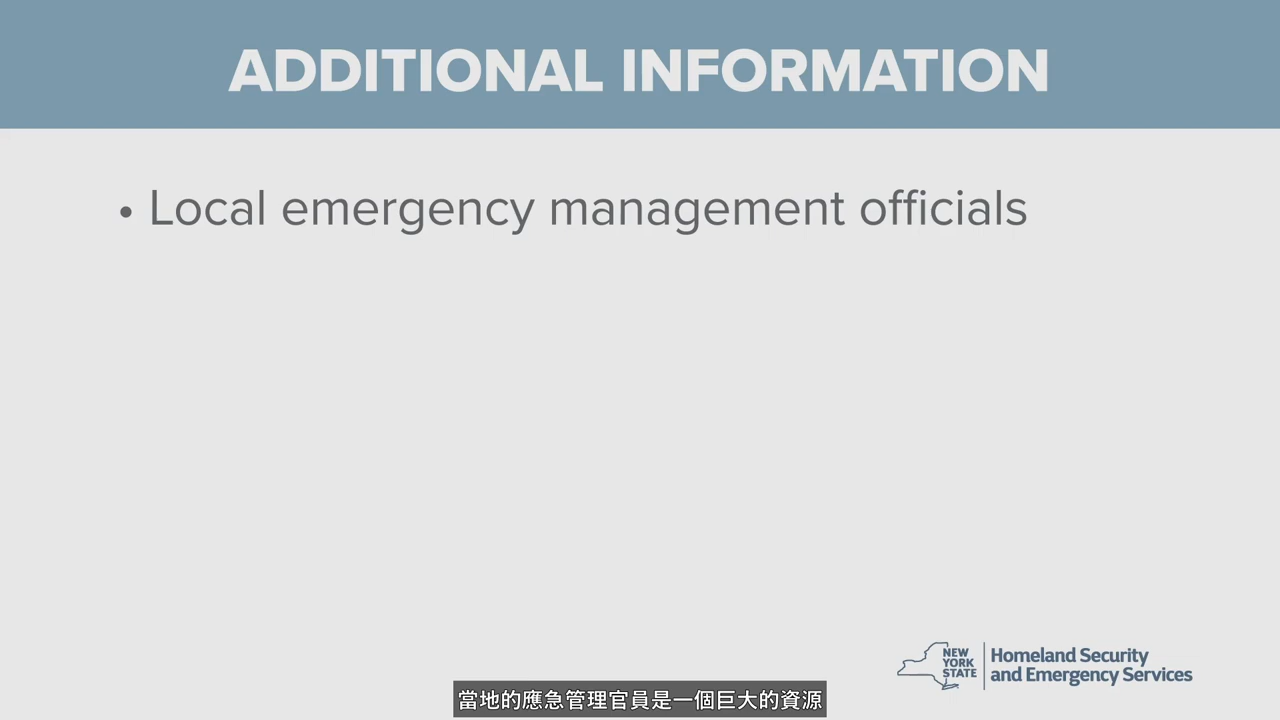 ADDITIONAL INFORMATION
• Local emergency management officials
NEW
YORK
STATE
Homeland Security
and Emergency Services
當地的應急管理官員是一個巨大的資源